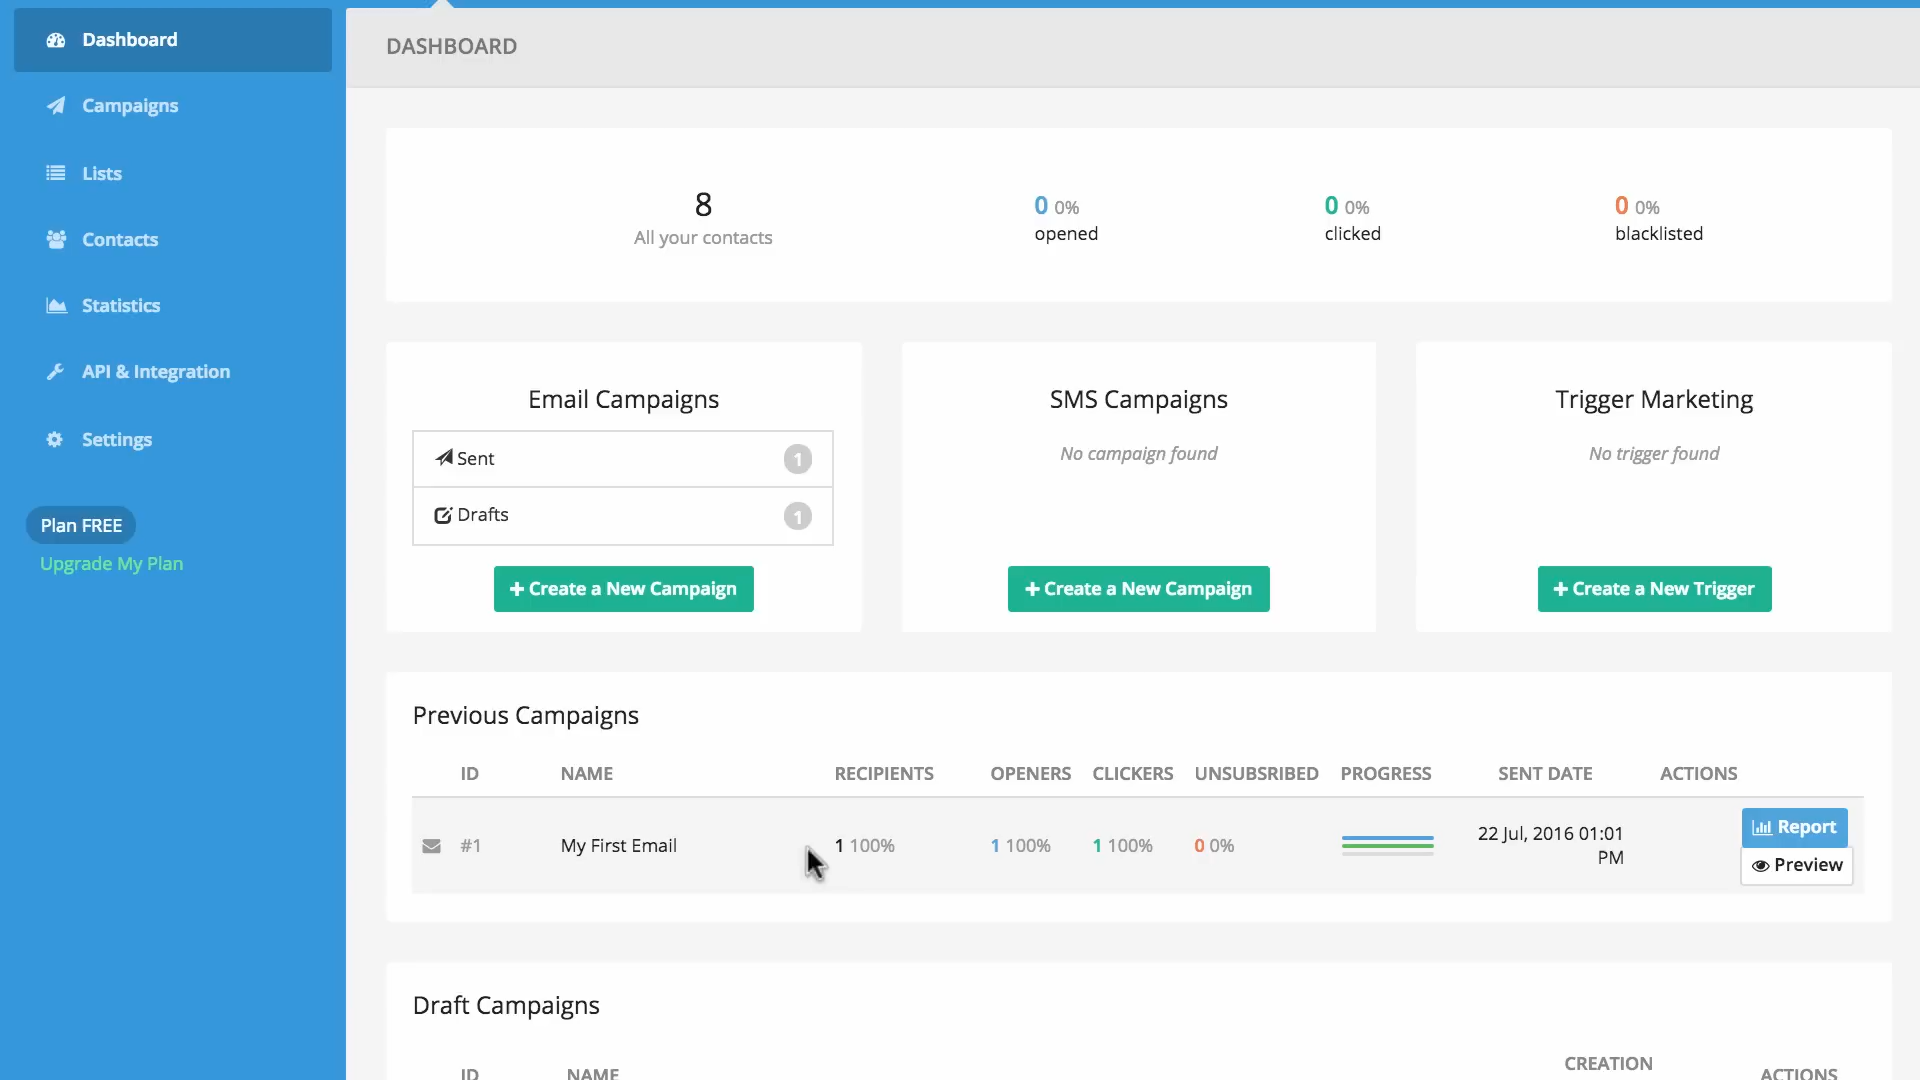 Dashboard
Campaigns
Lists
Contacts
Statistics
API & Integration
Settings
Plan FREE
Upgrade My Plan
DASHBOARD
8
All your contacts
0 0%
opened
0 0%
clicked
0 0%
blacklisted
Email Campaigns
Sent 1
Drafts 1
Create a New Campaign
SMS Campaigns
No campaign found
Create a New Campaign
Trigger Marketing
No trigger found
Create a New Trigger
Previous Campaigns
ID NAME RECIPIENTS OPENERS CLICKERS UNSUBSRIBED PROGRESS SENT DATE ACTIONS
#1 My First Email 1 100% 1 100% 1 100% 0 0% 22 Jul, 2016 01:01
PM
Report
Preview
Draft Campaigns
ID NAME CREATION ACTIONS